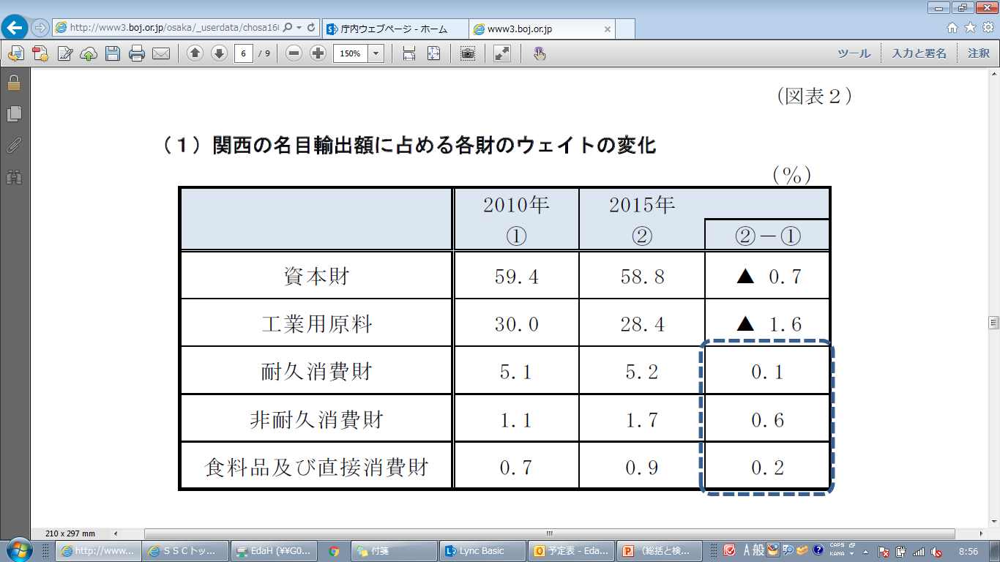 http://www3.boj.or.jp/osaka/_userdata/chosa160
庁内ウェブページ - ホーム
www3.boj.or.jp
6 / 9
150%
ツール
入力と署名
注釈
（図表２）
（１）関西の名目輸出額に占める各財のウェイトの変化
（％）
2010年 2015年
① ② ②－①
資本財 59.4 58.8 ▲ 0.7
工業用原料 30.0 28.4 ▲ 1.6
耐久消費財 5.1 5.2 0.1
非耐久消費財 1.1 1.7 0.6
食料品及び直接消費財 0.7 0.9 0.2
210 x 297 mm
http://www...
ＳＳＣトッ...
EdaH (¥¥G0...
付箋
Lync Basic
予定表 - Eda...
（総括と検...
A 般
CAPS
KANA
8:56